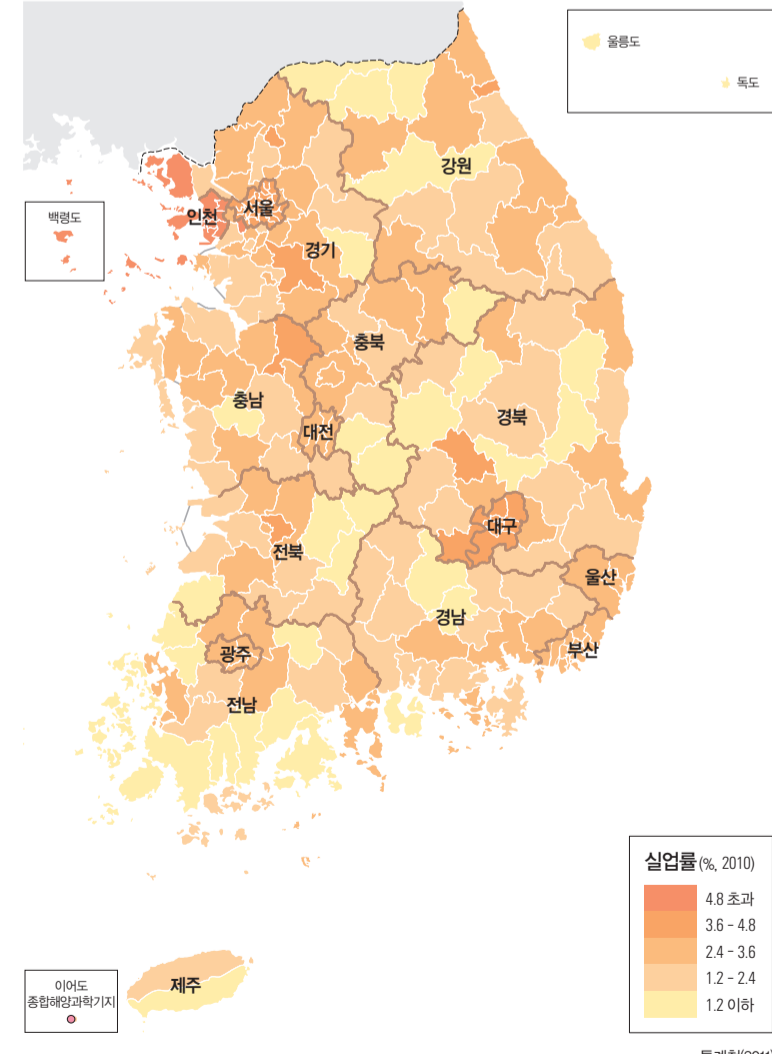 울릉도
독도
강원
백령도
인천
서울
경기
충북
충남
대전
경북
대구
전북
울산
경남
부산
광주
전남
실업률 (%, 2010)
4.8 초과
3.6 - 4.8
2.4 - 3.6
1.2 - 2.4
1.2 이하
제주
이어도
종합해양과학기지